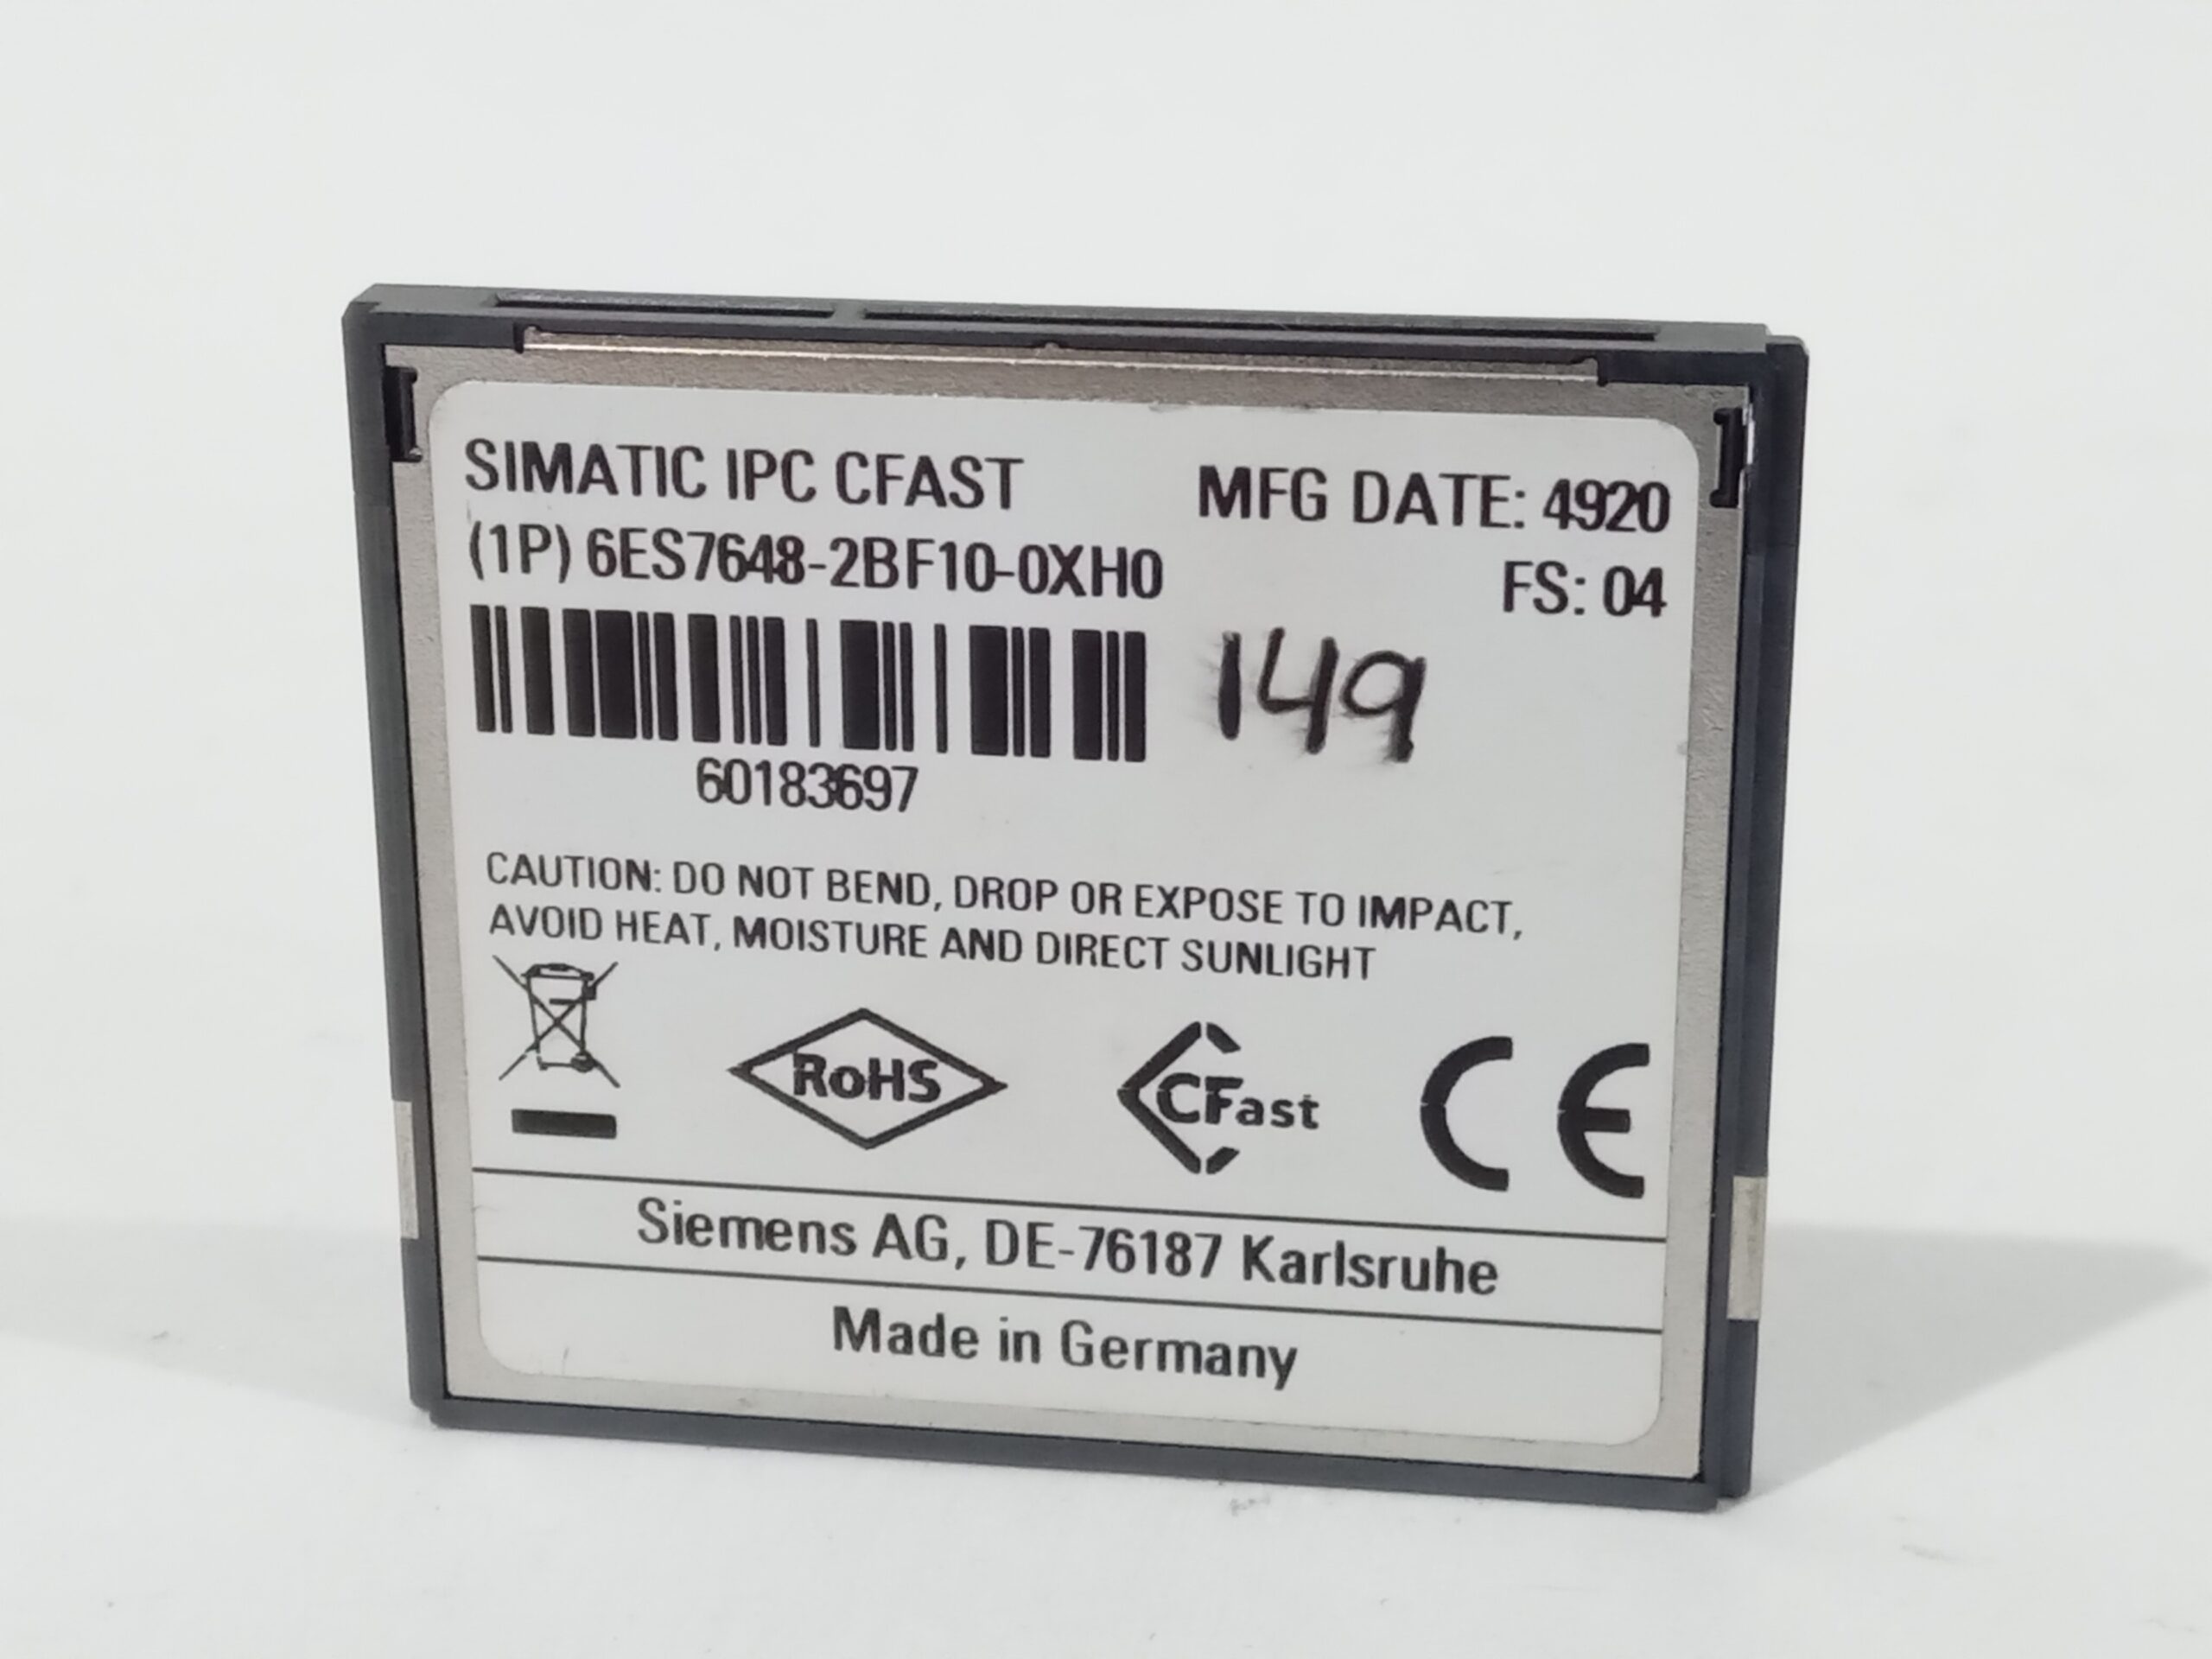 SIMATIC IPC CFAST
MFG DATE: 4920
(1P) 6ES7648-2BF10-0XH0
FS: 04
149
60183697
CAUTION: DO NOT BEND, DROP OR EXPOSE TO IMPACT,
AVOID HEAT, MOISTURE AND DIRECT SUNLIGHT
RoHS
CFast
CE
Siemens AG, DE-76187 Karlsruhe
Made in Germany